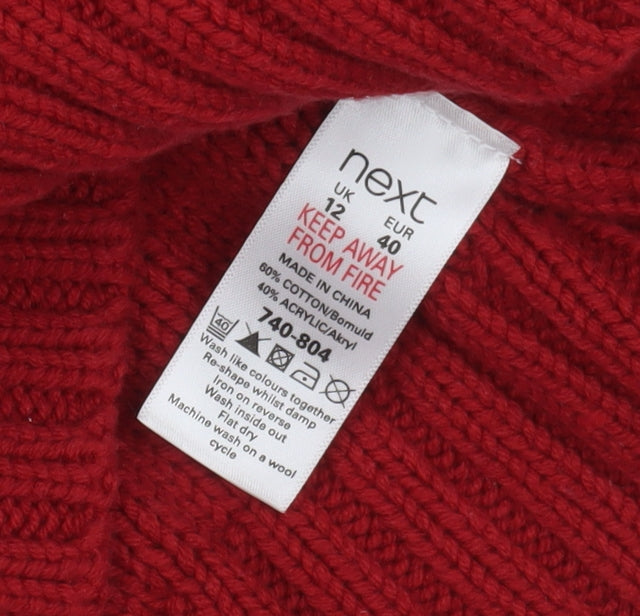 next
UK EUR
12 40
KEEP AWAY
FROM FIRE
MADE IN CHINA
60% COTTON/Bomuld
40% ACRYLIC/Akryl
740-804
40
Wash like colours together
Re-shape whilst damp
Iron on reverse
Wash inside out
Flat dry
Machine wash on a wool
cycle